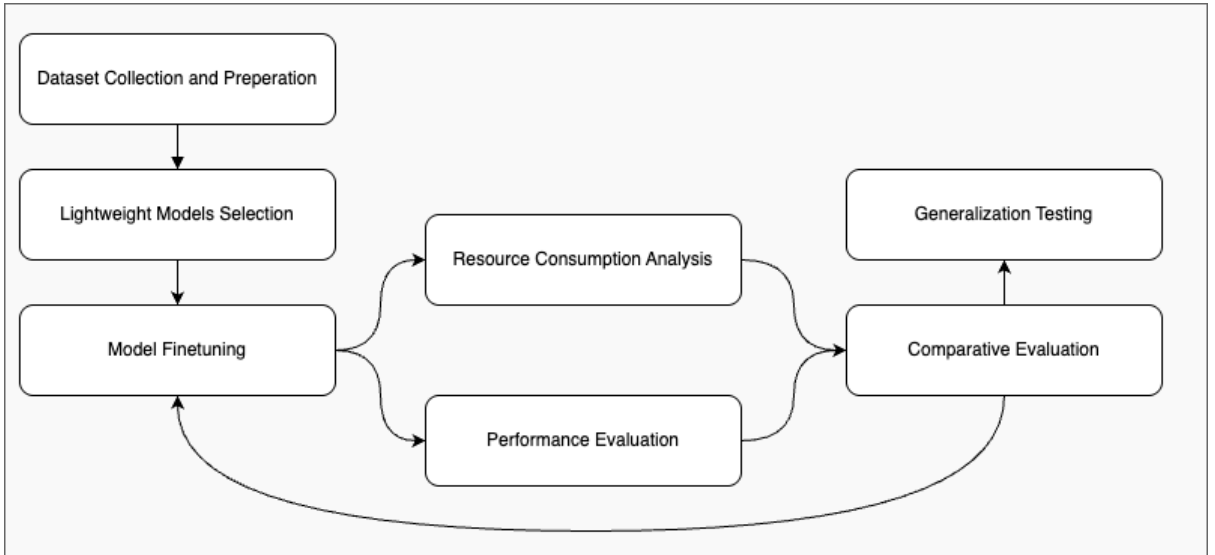 Dataset Collection and Preperation
Lightweight Models Selection
Model Finetuning
Resource Consumption Analysis
Performance Evaluation
Generalization Testing
Comparative Evaluation